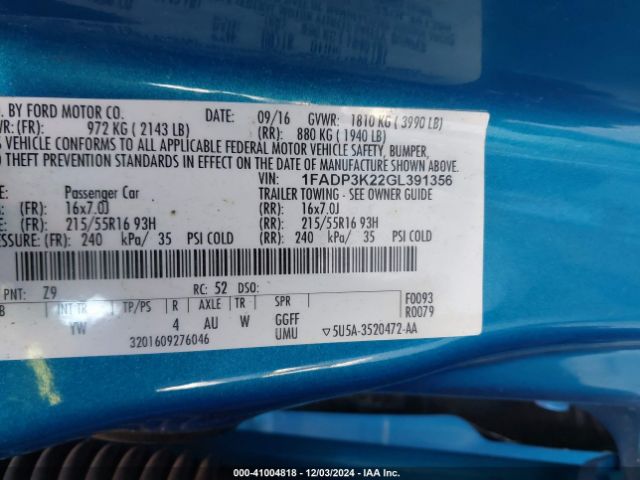 . BY FORD MOTOR CO.
DATE: 09/16 GVWR: 1810 KG ( 3990 LB)
WR: (FR): 972 KG ( 2143 LB) (RR): 880 KG ( 1940 LB)
VEHICLE CONFORMS TO ALL APPLICABLE FEDERAL MOTOR VEHICLE SAFETY, BUMPER,
THEFT PREVENTION STANDARDS IN EFFECT ON THE DATE OF MANUFACTURE SHOWN ABOVE.
VIN: 1FADP3K22GL391356
E: Passenger Car TRAILER TOWING - SEE OWNER GUIDE
(FR): 16x7.0J (RR): 16x7.0J
E: (FR): 215/55R16 93H (RR): 215/55R16 93H
ESSURE: (FR): 240 kPa/ 35 PSI COLD (RR): 240 kPa/ 35 PSI COLD
PNT: Z9 RC: 52 DSO:
B INT TR TP/PS R AXLE TR SPR F0093
R0079
YW 4 AU W GGFF
UMU
3201609276046
▽5U5A-3520472-AA
000-41004818 - 12/03/2024 - IAA Inc.